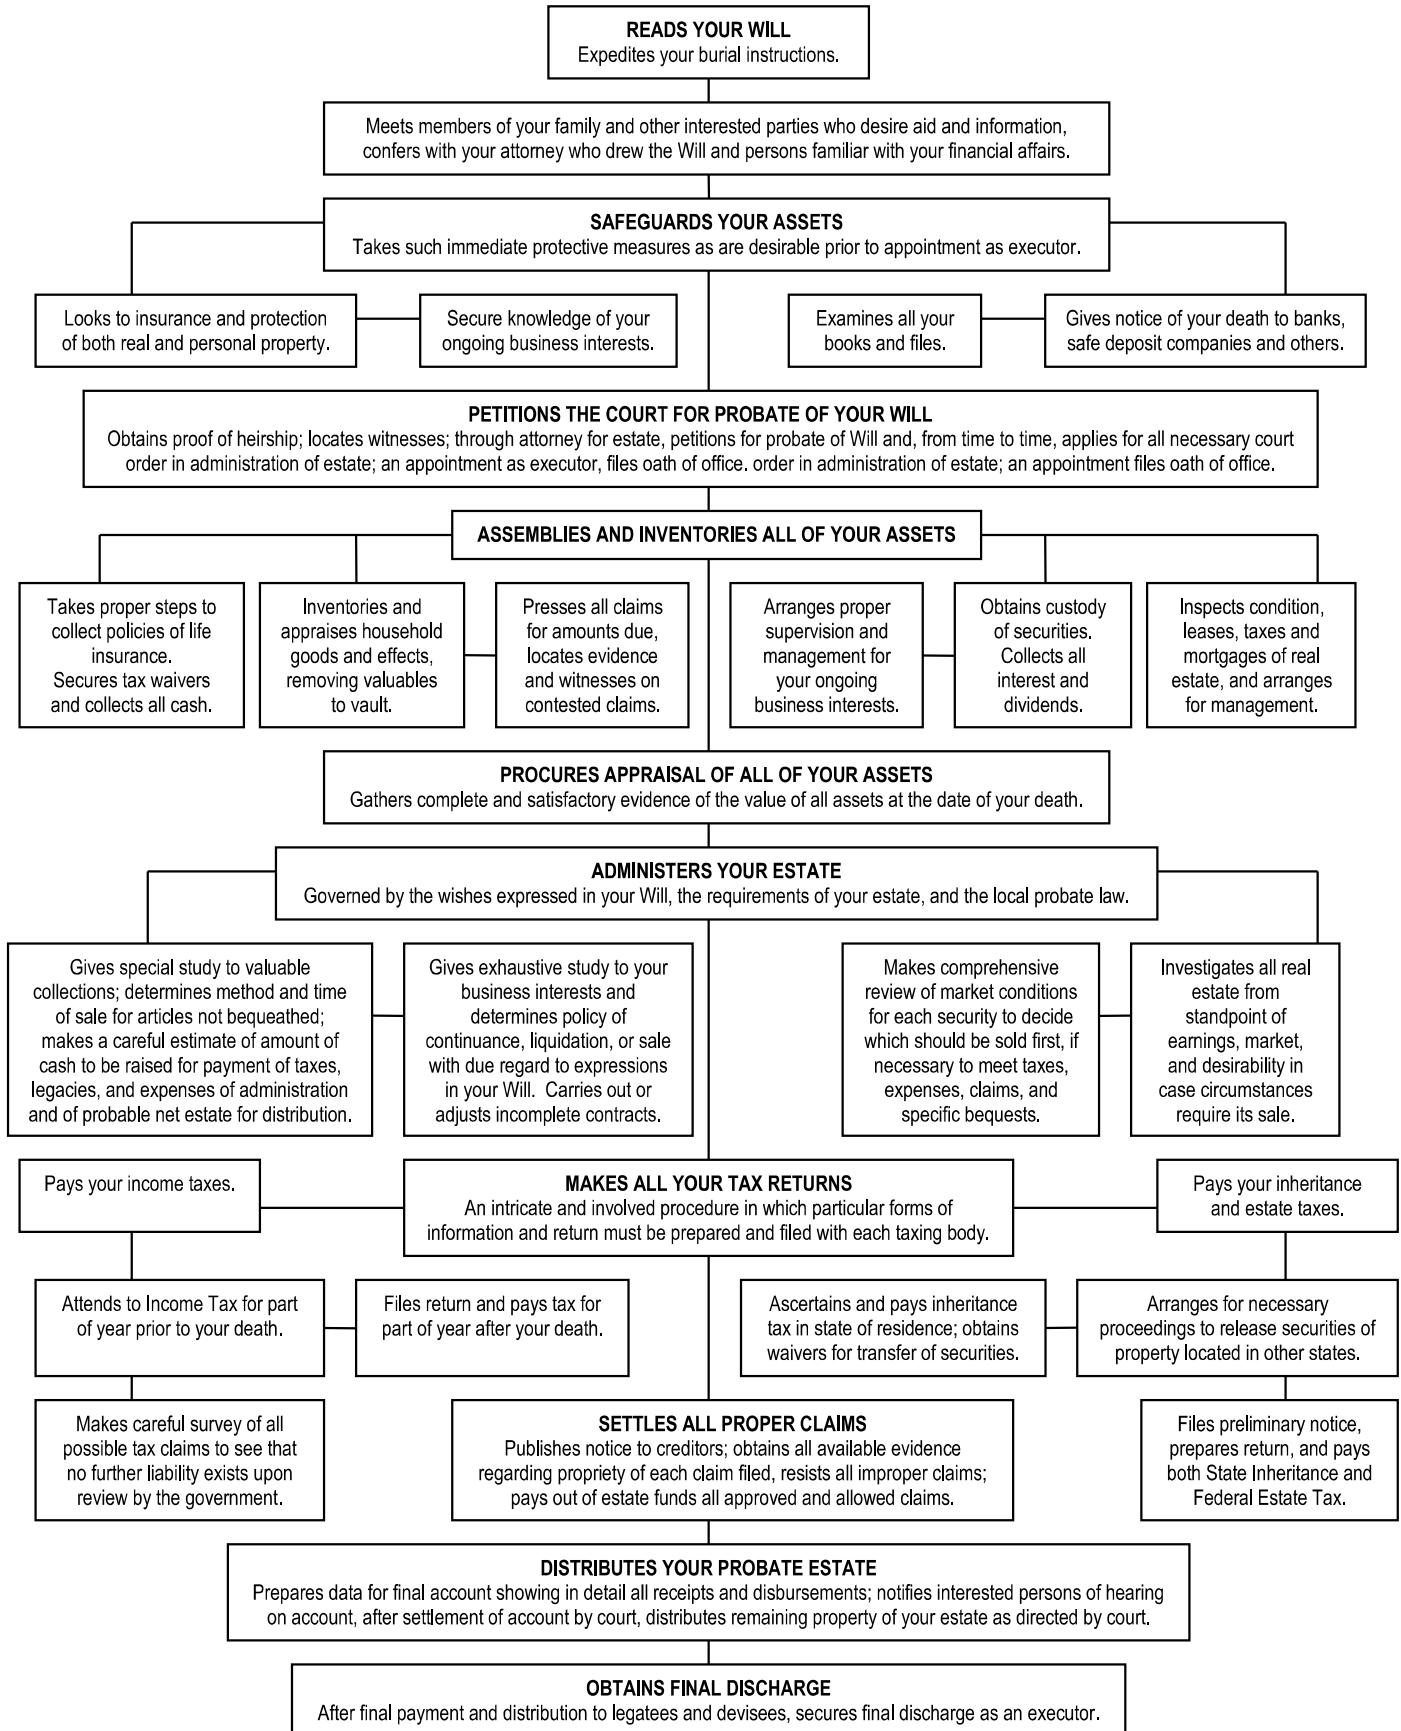 READS YOUR WILL
Expedites your burial instructions.
Meets members of your family and other interested parties who desire aid and information,
confers with your attorney who drew the Will and persons familiar with your financial affairs.
SAFEGUARDS YOUR ASSETS
Takes such immediate protective measures as are desirable prior to appointment as executor.
Looks to insurance and protection
of both real and personal property.
Secure knowledge of your
ongoing business interests.
Examines all your
books and files.
Gives notice of your death to banks,
safe deposit companies and others.
PETITIONS THE COURT FOR PROBATE OF YOUR WILL
Obtains proof of heirship; locates witnesses; through attorney for estate, petitions for probate of Will and, from time to time, applies for all necessary court
order in administration of estate; an appointment as executor, files oath of office. order in administration of estate; an appointment files oath of office.
ASSEMBLIES AND INVENTORIES ALL OF YOUR ASSETS
Takes proper steps to
collect policies of life
insurance.
Secures tax waivers
and collects all cash.
Inventories and
appraises household
goods and effects,
removing valuables
to vault.
Presses all claims
for amounts due,
locates evidence
and witnesses on
contested claims.
Arranges proper
supervision and
management for
your ongoing
business interests.
Obtains custody
of securities.
Collects all
interest and
dividends.
Inspects condition,
leases, taxes and
mortgages of real
estate, and arranges
for management.
PROCURES APPRAISAL OF ALL OF YOUR ASSETS
Gathers complete and satisfactory evidence of the value of all assets at the date of your death.
ADMINISTERS YOUR ESTATE
Governed by the wishes expressed in your Will, the requirements of your estate, and the local probate law.
Gives special study to valuable
collections; determines method and time
of sale for articles not bequeathed;
makes a careful estimate of amount of
cash to be raised for payment of taxes,
legacies, and expenses of administration
and of probable net estate for distribution.
Gives exhaustive study to your
business interests and
determines policy of
continuance, liquidation, or sale
with due regard to expressions
in your Will. Carries out or
adjusts incomplete contracts.
Makes comprehensive
review of market conditions
for each security to decide
which should be sold first, if
necessary to meet taxes,
expenses, claims, and
specific bequests.
Investigates all real
estate from
standpoint of
earnings, market,
and desirability in
case circumstances
require its sale.
Pays your income taxes.
MAKES ALL YOUR TAX RETURNS
An intricate and involved procedure in which particular forms of
information and return must be prepared and filed with each taxing body.
Pays your inheritance
and estate taxes.
Attends to Income Tax for part
of year prior to your death.
Files return and pays tax for
part of year after your death.
Ascertains and pays inheritance
tax in state of residence; obtains
waivers for transfer of securities.
Arranges for necessary
proceedings to release securities of
property located in other states.
Makes careful survey of all
possible tax claims to see that
no further liability exists upon
review by the government.
SETTLES ALL PROPER CLAIMS
Publishes notice to creditors; obtains all available evidence
regarding propriety of each claim filed, resists all improper claims;
pays out of estate funds all approved and allowed claims.
Files preliminary notice,
prepares return, and pays
both State Inheritance and
Federal Estate Tax.
DISTRIBUTES YOUR PROBATE ESTATE
Prepares data for final account showing in detail all receipts and disbursements; notifies interested persons of hearing
on account, after settlement of account by court, distributes remaining property of your estate as directed by court.
OBTAINS FINAL DISCHARGE
After final payment and distribution to legatees and devisees, secures final discharge as an executor.